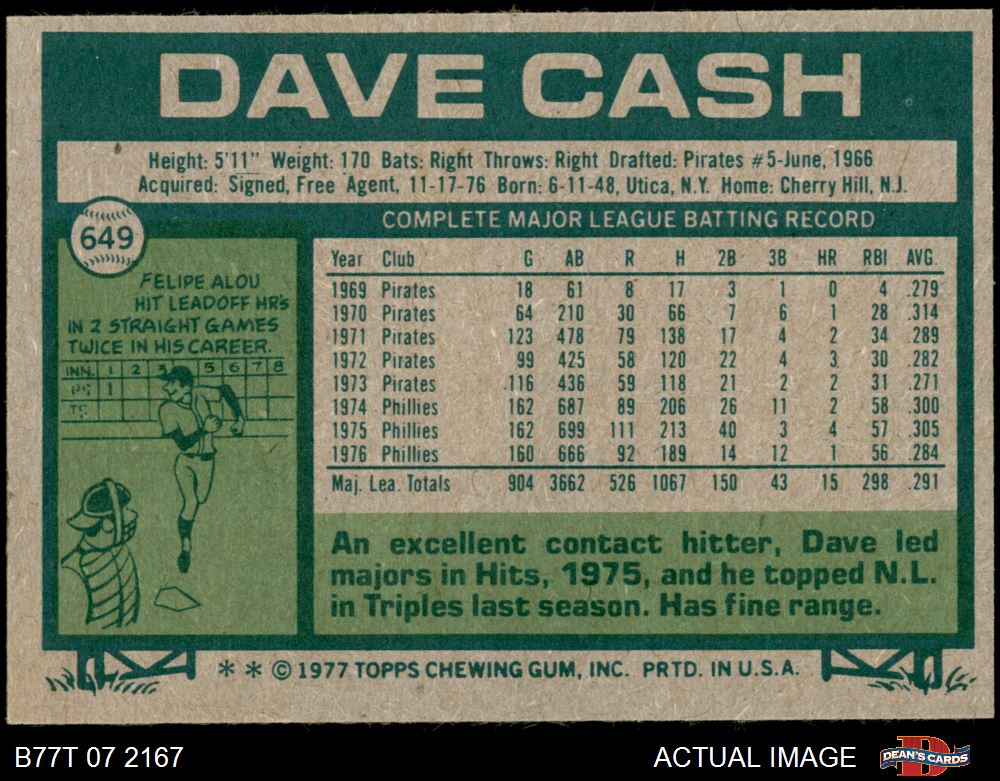 DAVE CASH
Height: 5'11" Weight: 170 Bats: Right Throws: Right Drafted: Pirates #5-June, 1966
Acquired: Signed, Free Agent, 11-17-76 Born: 6-11-48, Utica, N.Y. Home: Cherry Hill, N.J.
649
COMPLETE MAJOR LEAGUE BATTING RECORD
FELIPE ALOU
HIT LEADOFF HR'S
IN 2 STRAIGHT GAMES
TWICE IN HIS CAREER.
INN. 1 2 3 5 6 7 8
1
Year Club G AB R H 2B 3B HR RBI AVG.
1969 Pirates 18 61 8 17 3 1 0 4 .279
1970 Pirates 64 210 30 66 7 6 1 28 .314
1971 Pirates 123 478 79 138 17 4 2 34 .289
1972 Pirates 99 425 58 120 22 4 3 30 .282
1973 Pirates 116 436 59 118 21 2 2 31 .271
1974 Phillies 162 687 89 206 26 11 2 58 .300
1975 Phillies 162 699 111 213 40 3 4 57 .305
1976 Phillies 160 666 92 189 14 12 1 56 .284
Maj. Lea. Totals 904 3662 526 1067 150 43 15 298 .291
An excellent contact hitter, Dave led
majors in Hits, 1975, and he topped N.L.
in Triples last season. Has fine range.
* * © 1977 TOPPS CHEWING GUM, INC. PRTD. IN U.S.A.
B77T 07 2167
ACTUAL IMAGE
DEAN'S CARDS